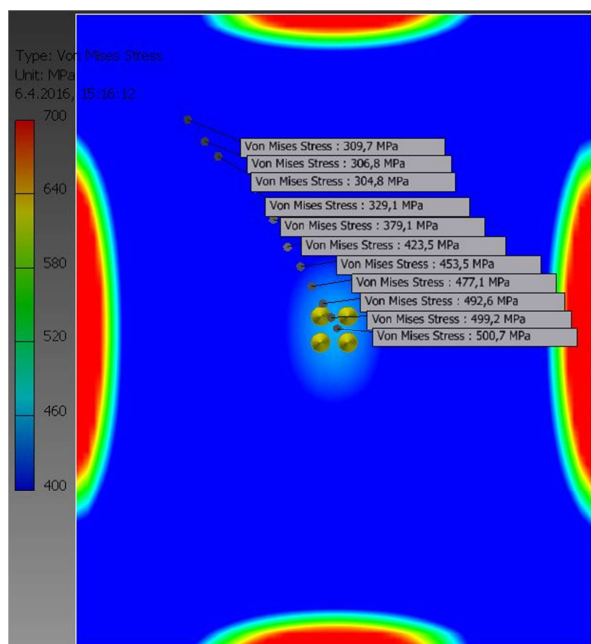 Type: Von Mises Stress
Unit: MPa
6.4.2016, 15:16:12
700
640
580
520
460
400
Von Mises Stress : 309,7 MPa
Von Mises Stress : 306,8 MPa
Von Mises Stress : 304,8 MPa
Von Mises Stress : 329,1 MPa
Von Mises Stress : 379,1 MPa
Von Mises Stress : 423,5 MPa
Von Mises Stress : 453,5 MPa
Von Mises Stress : 477,1 MPa
Von Mises Stress : 492,6 MPa
Von Mises Stress : 499,2 MPa
Von Mises Stress : 500,7 MPa